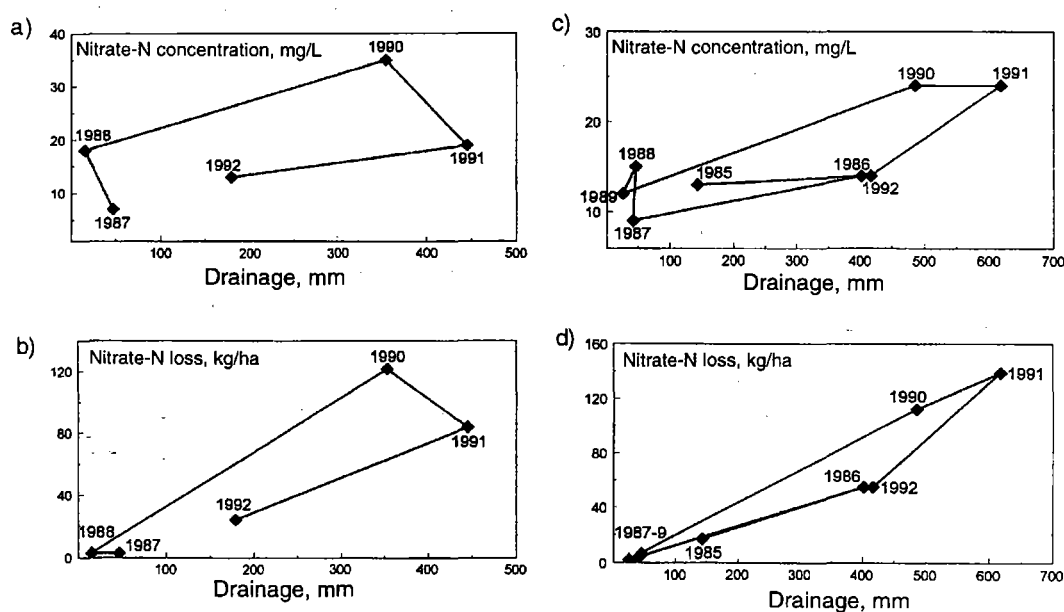 a)
Nitrate-N concentration, mg/L
40
30
20
10
1990
1988
1991
1992
1987
0 100 200 300 400 500
Drainage, mm
b)
Nitrate-N loss, kg/ha
120
80
40
0
1990
1991
1992
1988
1987
0 100 200 300 400 500
Drainage, mm
c)
Nitrate-N concentration, mg/L
30
20
10
1990
1991
1988
1985
1986
1989
1992
1987
100 200 300 400 500 600 700
Drainage, mm
d)
Nitrate-N loss, kg/ha
160
120
80
40
0
1991
1990
1986
1992
1987-9
1985
100 200 300 400 500 600 700
Drainage, mm